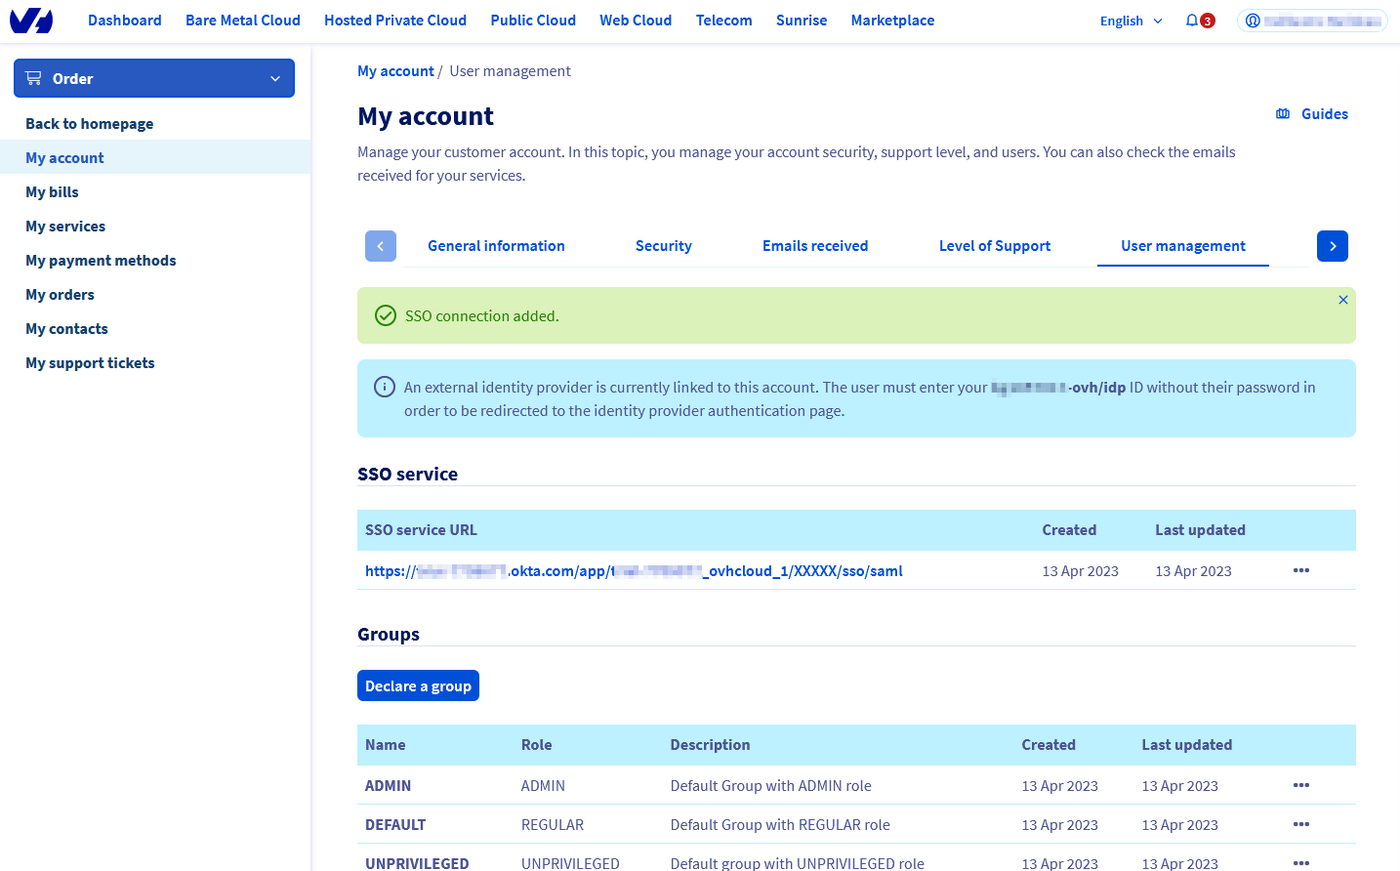 Dashboard Bare Metal Cloud Hosted Private Cloud Public Cloud Web Cloud Telecom Sunrise Marketplace English 3
Order
Back to homepage
My account
My bills
My services
My payment methods
My orders
My contacts
My support tickets
My account / User management
My account
Guides
Manage your customer account. In this topic, you manage your account security, support level, and users. You can also check the emails
received for your services.
General information Security Emails received Level of Support User management
SSO connection added.
An external identity provider is currently linked to this account. The user must enter your -ovh/idp ID without their password in
order to be redirected to the identity provider authentication page.
SSO service
SSO service URL Created Last updated
https:// .okta.com/app/ _ovhcloud_1/XXXXX/sso/saml 13 Apr 2023 13 Apr 2023
Groups
Declare a group
Name Role Description Created Last updated
ADMIN ADMIN Default Group with ADMIN role 13 Apr 2023 13 Apr 2023
DEFAULT REGULAR Default Group with REGULAR role 13 Apr 2023 13 Apr 2023
UNPRIVILEGED UNPRIVILEGED Default group with UNPRIVILEGED role 13 Apr 2023 13 Apr 2023